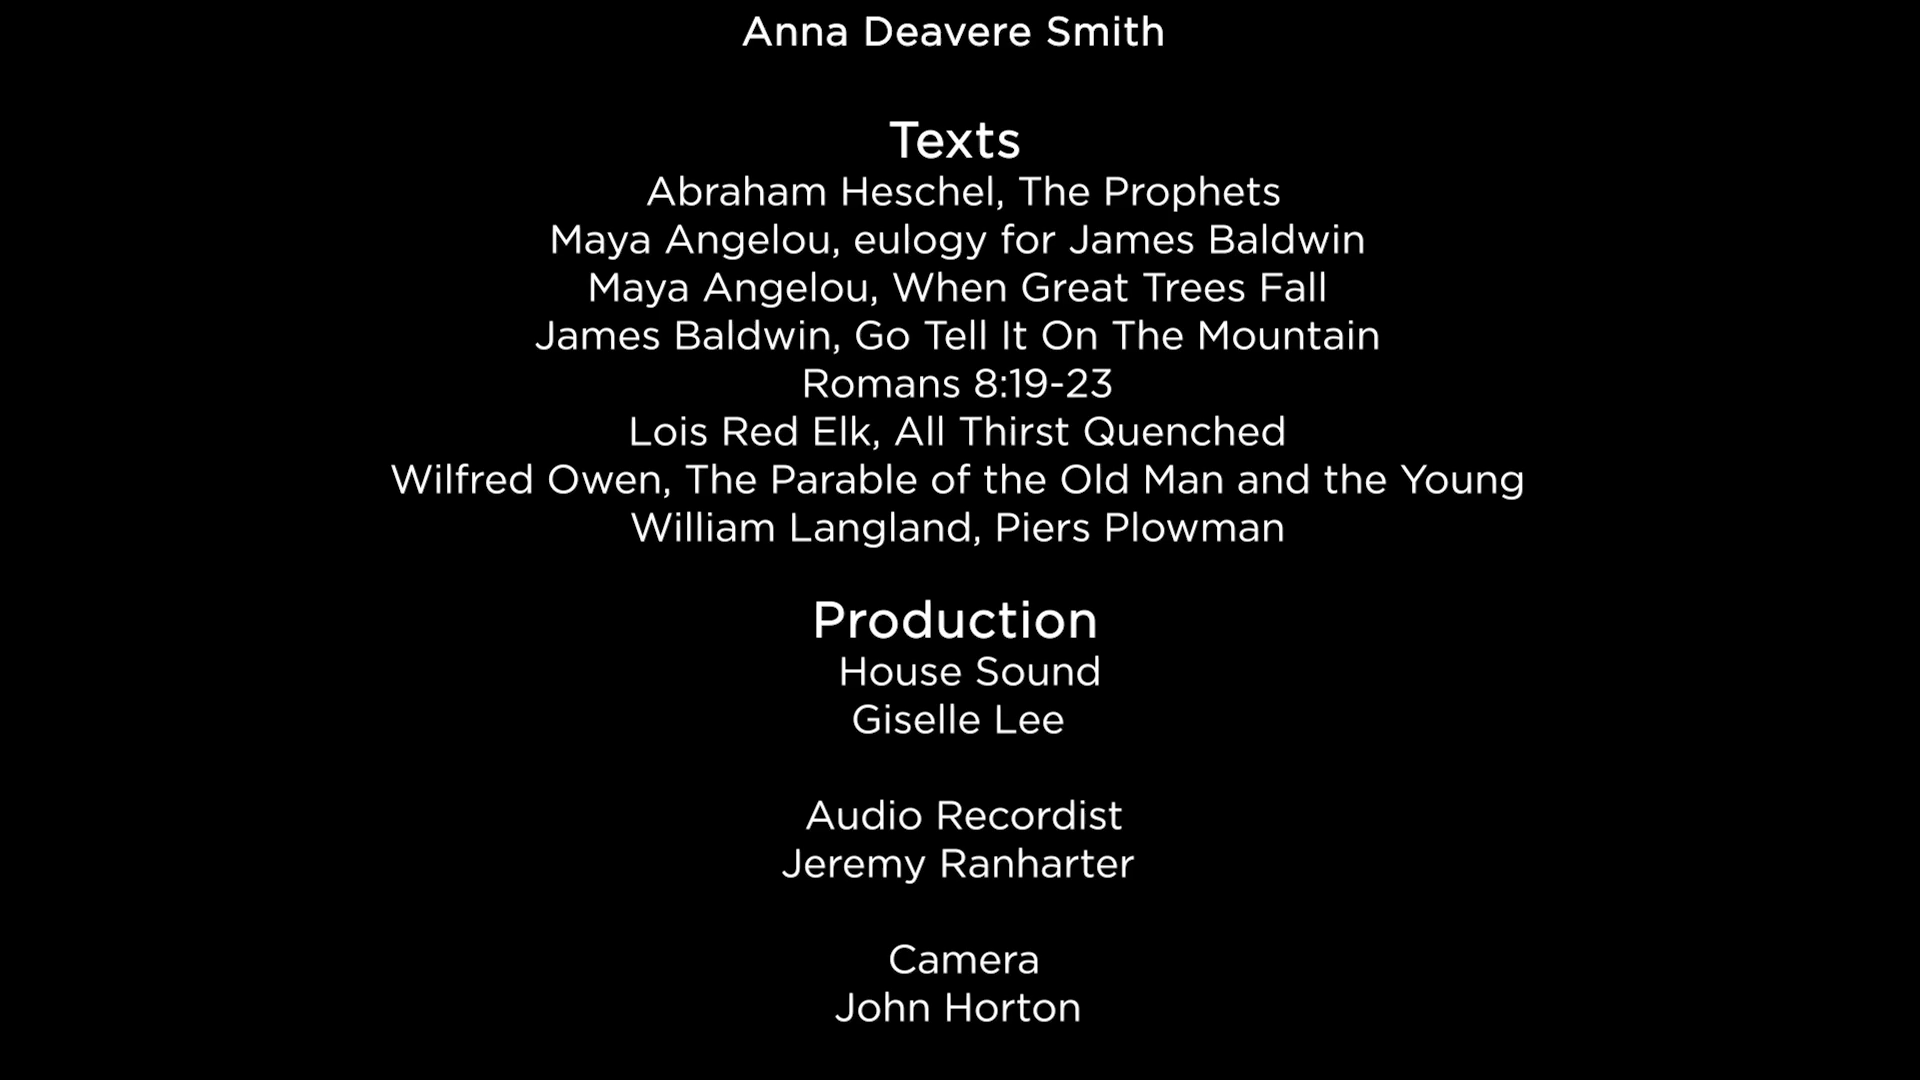 Anna Deavere Smith
Texts
Abraham Heschel, The Prophets
Maya Angelou, eulogy for James Baldwin
Maya Angelou, When Great Trees Fall
James Baldwin, Go Tell It On The Mountain
Romans 8:19-23
Lois Red Elk, All Thirst Quenched
Wilfred Owen, The Parable of the Old Man and the Young
William Langland, Piers Plowman
Production
House Sound
Giselle Lee
Audio Recordist
Jeremy Ranharter
Camera
John Horton